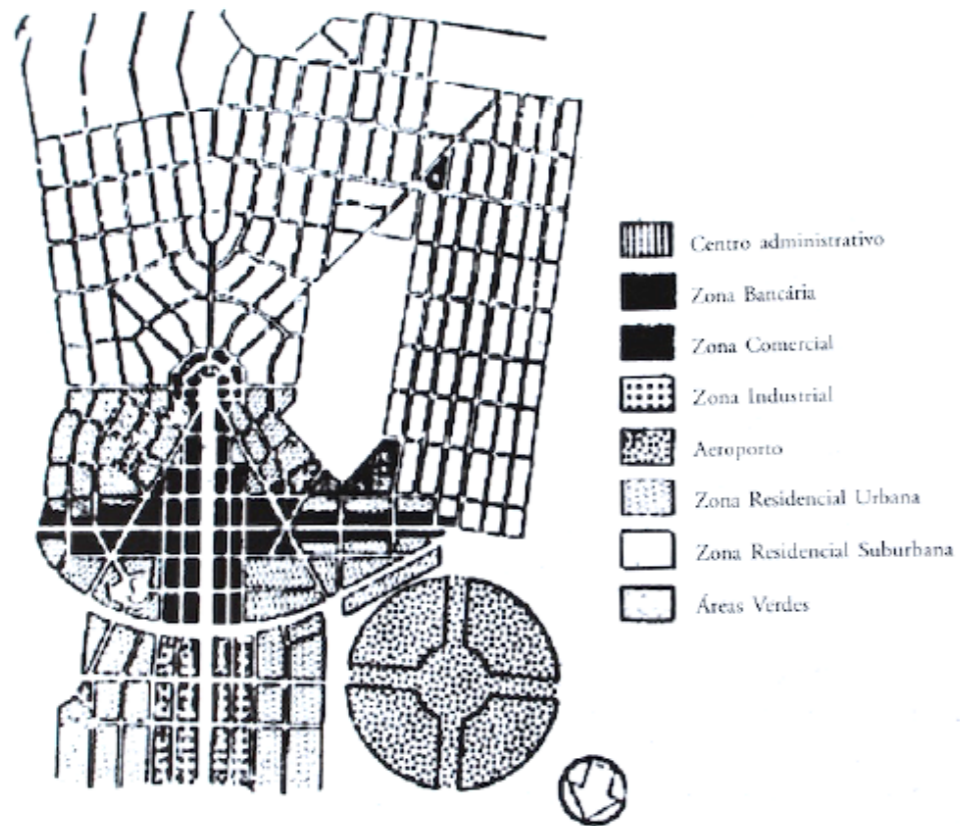 Centro administrativo
Zona Bancária
Zona Comercial
Zona Industrial
Aeroporto
Zona Residencial Urbana
Zona Residencial Suburbana
Áreas Verdes